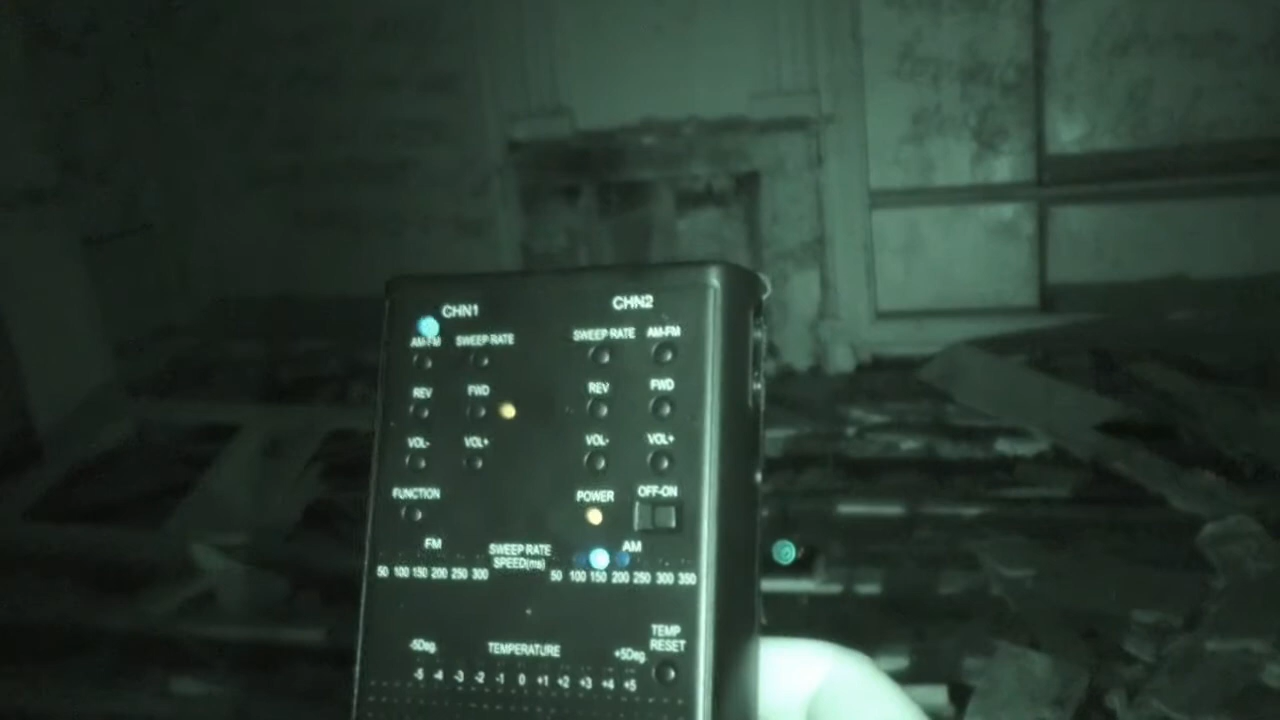 CHN1 CHN2
AM-FM SWEEP RATE SWEEP RATE AM-FM
REV FWD REV FWD
VOL- VOL+ VOL- VOL+
FUNCTION POWER OFF-ON
FM SWEEP RATE AM
SPEED(ms)
50 100 150 200 250 300 50 100 150 200 250 300 350
TEMP
RESET
-5Deg TEMPERATURE +5Deg
-5 -4 -3 -2 -1 0 +1 +2 +3 +4 +5